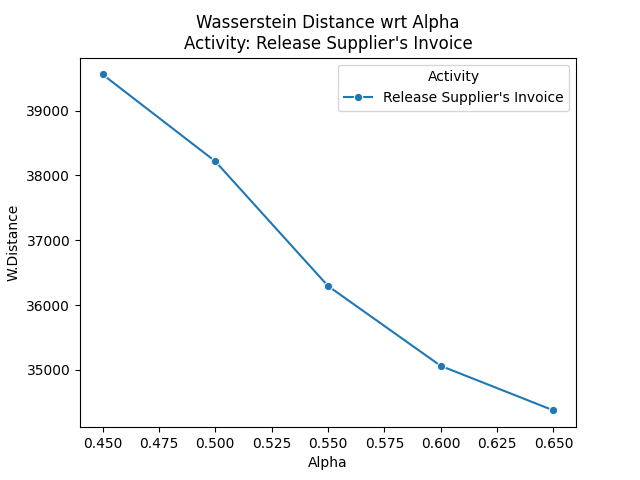 Wasserstein Distance wrt Alpha
Activity: Release Supplier's Invoice
Activity
Release Supplier's Invoice
W.Distance
39000
38000
37000
36000
35000
0.450 0.475 0.500 0.525 0.550 0.575 0.600 0.625 0.650
Alpha